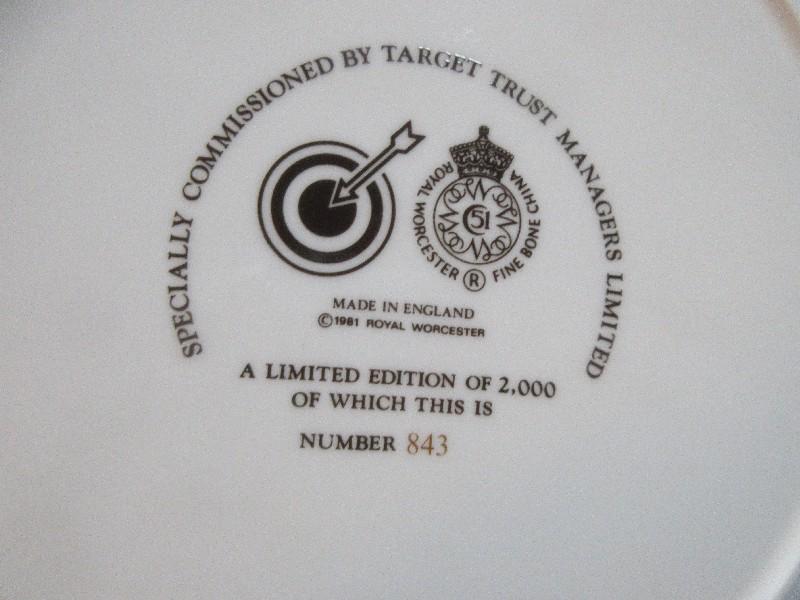 SPECIALLY COMMISSIONED BY TARGET TRUST MANAGERS LIMITED
ROYAL WORCESTER ® FINE BONE CHINA
C51
MADE IN ENGLAND
©1981 ROYAL WORCESTER
A LIMITED EDITION OF 2,000
OF WHICH THIS IS
NUMBER 843